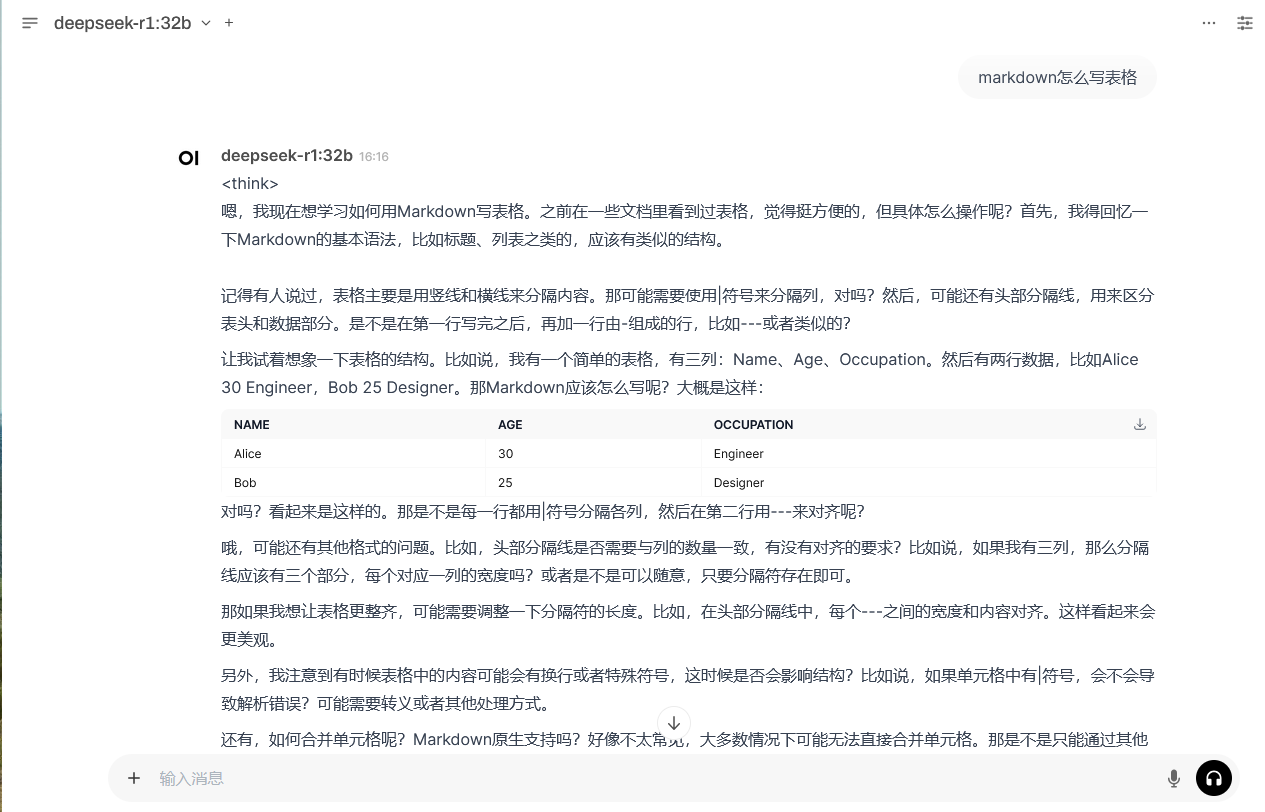 deepseek-r1:32b
markdown怎么写表格
OI deepseek-r1:32b 16:16
<think>
嗯，我现在想学习如何用Markdown写表格。之前在一些文档里看到过表格，觉得挺方便的，但具体怎么操作呢？首先，我得回忆一
下Markdown的基本语法，比如标题、列表之类的，应该有类似的结构。
记得有人说过，表格主要是用竖线和横线来分隔内容。那可能需要使用|符号来分隔列，对吗？然后，可能还有头部分隔线，用来区分
表头和数据部分。是不是在第一行写完之后，再加一行由-组成的行，比如---或者类似的？
让我试着想象一下表格的结构。比如说，我有一个简单的表格，有三列：Name、Age、Occupation。然后有两行数据，比如Alice
30 Engineer，Bob 25 Designer。那Markdown应该怎么写呢？大概是这样：
NAME AGE OCCUPATION
Alice 30 Engineer
Bob 25 Designer
对吗？看起来是这样的。那是不是每一行都用|符号分隔各列，然后在第二行用---来对齐呢？
哦，可能还有其他格式的问题。比如，头部分隔线是否需要与列的数量一致，有没有对齐的要求？比如说，如果我有三列，那么分隔
线应该有三个部分，每个对应一列的宽度吗？或者是不是可以随意，只要分隔符存在即可。
那如果我想让表格更整齐，可能需要调整一下分隔符的长度。比如，在头部分隔线中，每个---之间的宽度和内容对齐。这样看起来会
更美观。
另外，我注意到有时候表格中的内容可能会有换行或者特殊符号，这时候是否会影响结构？比如说，如果单元格中有|符号，会不会导
致解析错误？可能需要转义或者其他处理方式。
还有，如何合并单元格呢？Markdown原生支持吗？好像不太常见，大多数情况下可能无法直接合并单元格。那是不是只能通过其他
输入消息